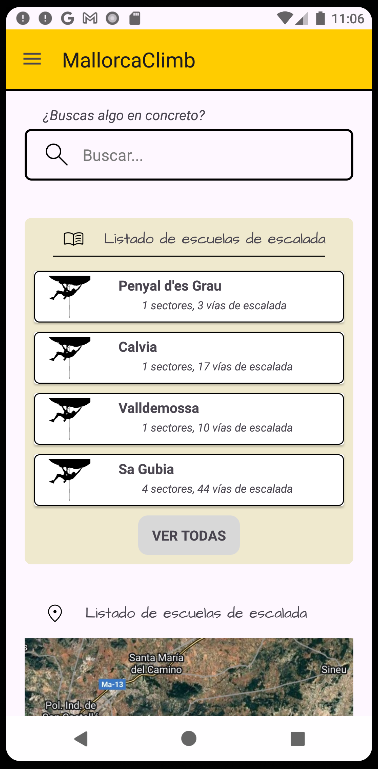 11:06
MallorcaClimb
¿Buscas algo en concreto?
Buscar...
Listado de escuelas de escalada
Penyal d'es Grau
1 sectores, 3 vías de escalada
Calvia
1 sectores, 17 vías de escalada
Valldemossa
1 sectores, 10 vías de escalada
Sa Gubia
4 sectores, 44 vías de escalada
VER TODAS
Listado de escuelas de escalada
Santa Maria
del Camino
Sineu
Ma-13
Pol. Ind. de